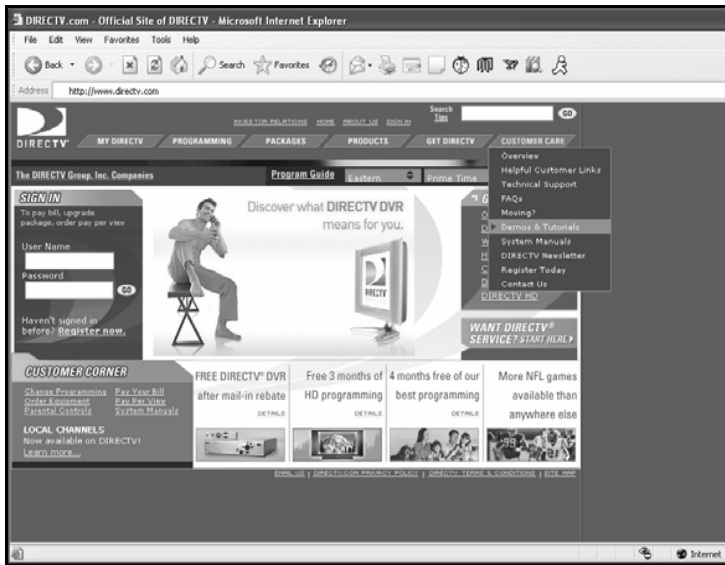 DIRECTV.com - Official Site of DIRECTV - Microsoft Internet Explorer
File Edit View Favorites Tools Help
Back Search Favorites
Address http://www.directv.com
INVESTOR RELATIONS HOME ABOUT US SIGN IN Search Tips GO
DIRECTV
MY DIRECTV PROGRAMMING PACKAGES PRODUCTS GET DIRECTV CUSTOMER CARE
The DIRECTV Group, Inc. Companies Program Guide Eastern Prime Time
Overview
Helpful Customer Links
Technical Support
FAQs
Moving?
Demos & Tutorials
System Manuals
DIRECTV Newsletter
Register Today
Contact Us
DIRECTV HD
SIGN IN
To pay bill, upgrade
package, order pay per view
User Name
Password
GO
Haven't signed in
before? Register now.
Discover what DIRECTV DVR
means for you.
DIRECTV
WANT DIRECTV®
SERVICE? START HERE
CUSTOMER CORNER
Change Programming Pay Your Bill
Order Equipment Pay Per View
Parental Controls System Manuals
LOCAL CHANNELS
Now available on DIRECTV!
Learn more...
FREE DIRECTV® DVR
after mail-in rebate
DETAILS
Free 3 months of
HD programming
DETAILS
4 months free of our
best programming
DETAILS
More NFL games
available than
anywhere else
EMAIL US | DIRECTV.COM PRIVACY POLICY | DIRECTV TERMS & CONDITIONS | SITE MAP
Internet